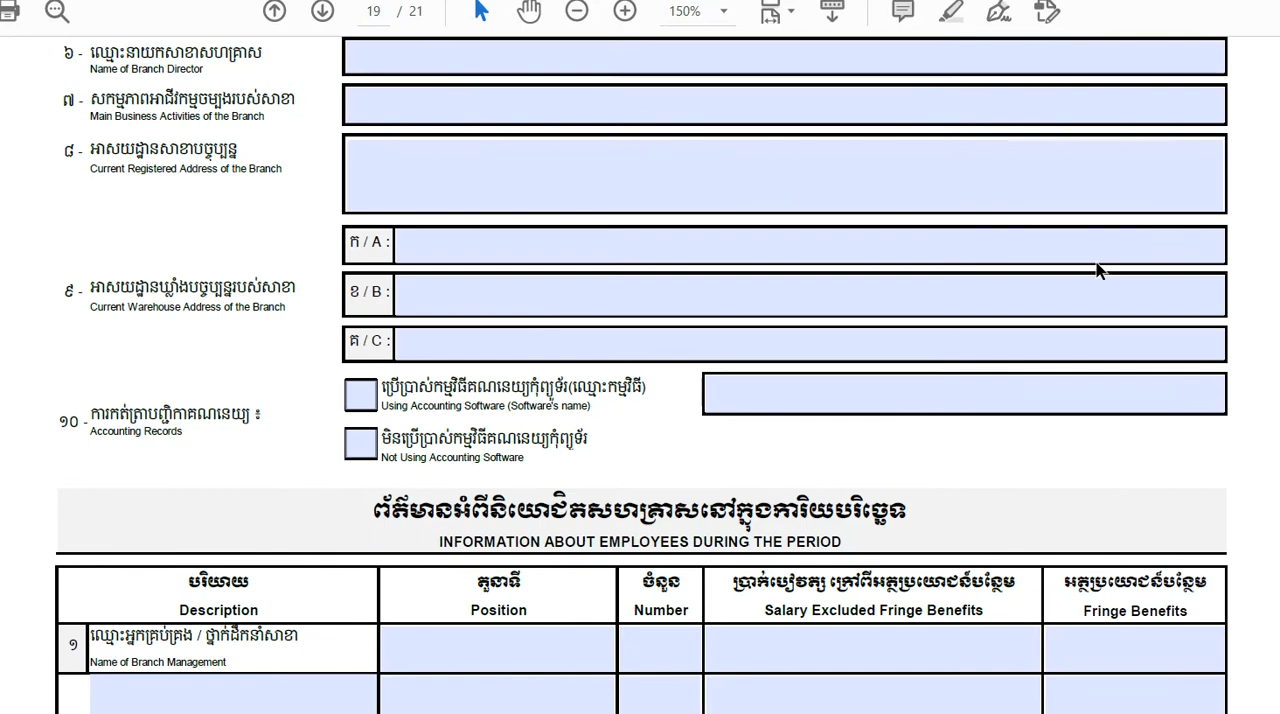 19 / 21
150%
៦ - ឈ្មោះនាយកសាខាសហគ្រាស
Name of Branch Director
៧ - សកម្មភាពអាជីវកម្មចម្បងរបស់សាខា
Main Business Activities of the Branch
៨ - អាសយដ្ឋានសាខាបច្ចុប្បន្ន
Current Registered Address of the Branch
ក / A :
៩ - អាសយដ្ឋានឃ្លាំងបច្ចុប្បន្នរបស់សាខា
Current Warehouse Address of the Branch
ខ / B :
គ / C :
១០ - ការកត់ត្រាបញ្ជិកាគណនេយ្យ ៖
Accounting Records
ប្រើប្រាស់កម្មវិធីគណនេយ្យកុំព្យូទ័រ(ឈ្មោះកម្មវិធី)
Using Accounting Software (Software's name)
មិនប្រើប្រាស់កម្មវិធីគណនេយ្យកុំព្យូទ័រ
Not Using Accounting Software
ព័ត៌មានអំពីនិយោជិតសហគ្រាសនៅក្នុងការិយបរិច្ឆេទ
INFORMATION ABOUT EMPLOYEES DURING THE PERIOD
បរិយាយ តួនាទី ចំនួន ប្រាក់បៀវត្ស ក្រៅពីអត្ថប្រយោជន៍បន្ថែម អត្ថប្រយោជន៍បន្ថែម
Description Position Number Salary Excluded Fringe Benefits Fringe Benefits
១ ឈ្មោះអ្នកគ្រប់គ្រង / ថ្នាក់ដឹកនាំសាខា
Name of Branch Management